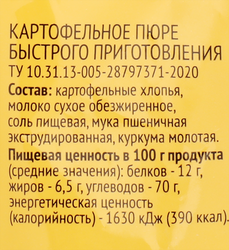 КАРТОФЕЛЬНОЕ ПЮРЕ
БЫСТРОГО ПРИГОТОВЛЕНИЯ
ТУ 10.31.13-005-28797371-2020
Состав: картофельные хлопья,
молоко сухое обезжиренное,
соль пищевая, мука пшеничная
экструдированная, куркума молотая.
Пищевая ценность в 100 г продукта
(средние значения): белков - 12 г,
жиров - 6,5 г, углеводов - 70 г,
энергетическая ценность
(калорийность) - 1630 кДж (390 ккал).